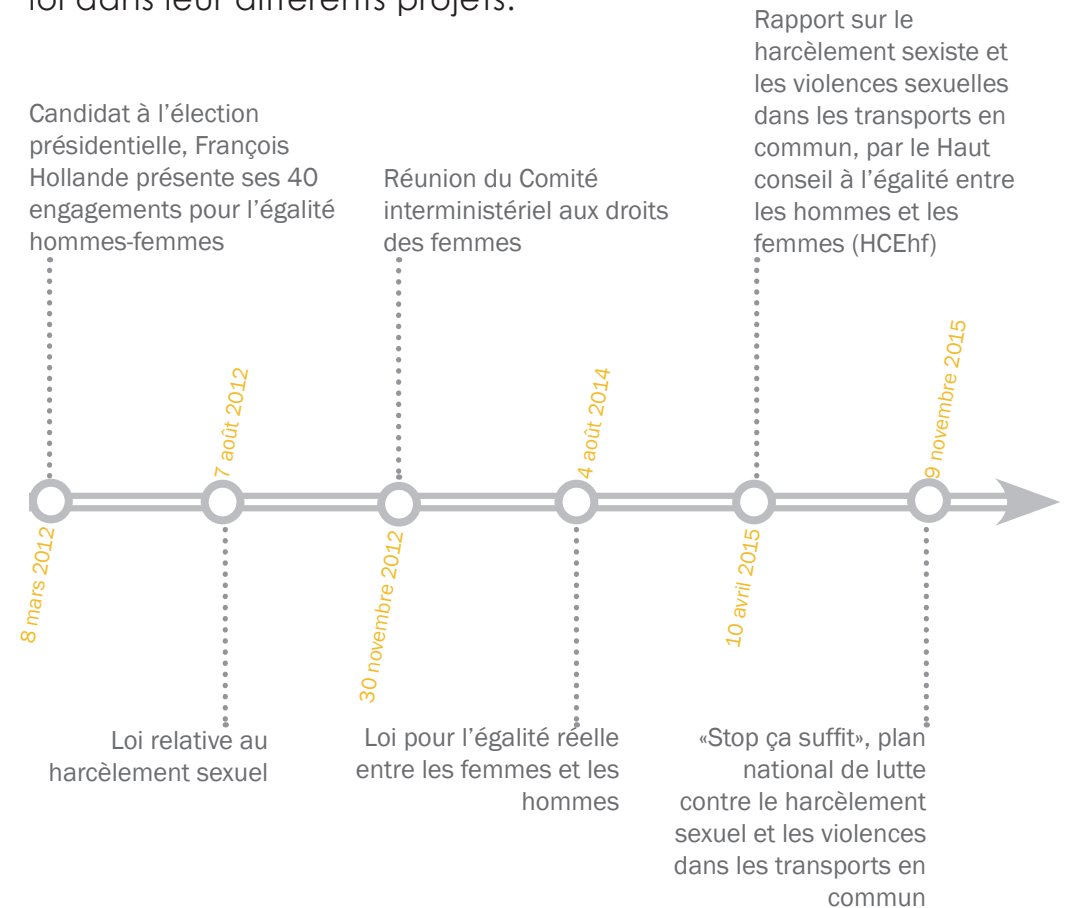 loi dans leur différents projets.
Candidat à l'élection
présidentielle, François
Hollande présente ses 40
engagements pour l'égalité
hommes-femmes
8 mars 2012
7 août 2012
Loi relative au
harcèlement sexuel
Réunion du Comité
interministériel aux droits
des femmes
30 novembre 2012
4 août 2014
Loi pour l'égalité réelle
entre les femmes et les
hommes
Rapport sur le
harcèlement sexiste et
les violences sexuelles
dans les transports en
commun, par le Haut
conseil à l'égalité entre
les hommes et les
femmes (HCEhf)
10 avril 2015
9 novembre 2015
«Stop ça suffit», plan
national de lutte
contre le harcèlement
sexuel et les violences
dans les transports en
commun